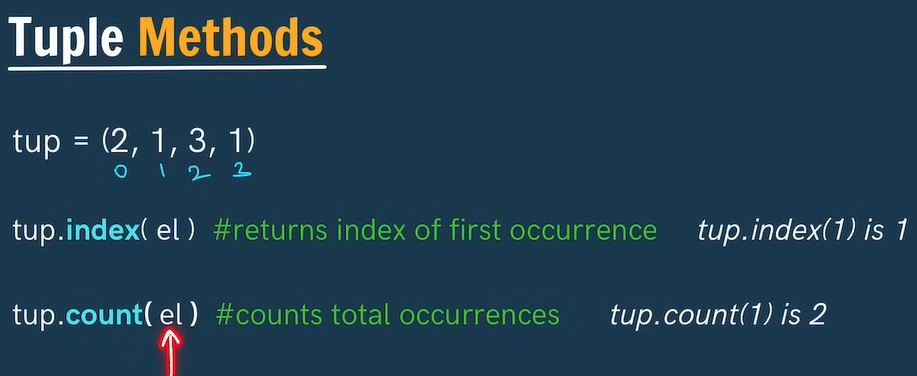 Tuple Methods
tup = (2, 1, 3, 1)
0 1 2 3
tup.index( el ) #returns index of first occurrence tup.index(1) is 1
tup.count( el ) #counts total occurrences tup.count(1) is 2